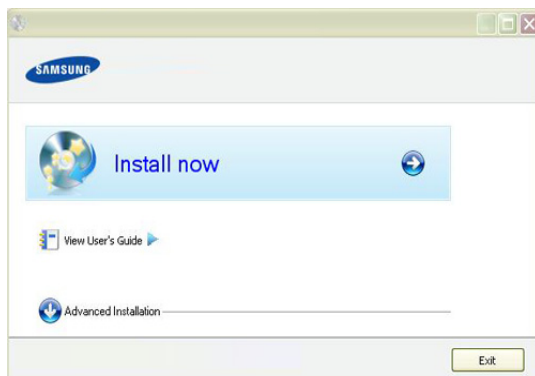 SAMSUNG
Install now
View User's Guide
Advanced Installation
Exit